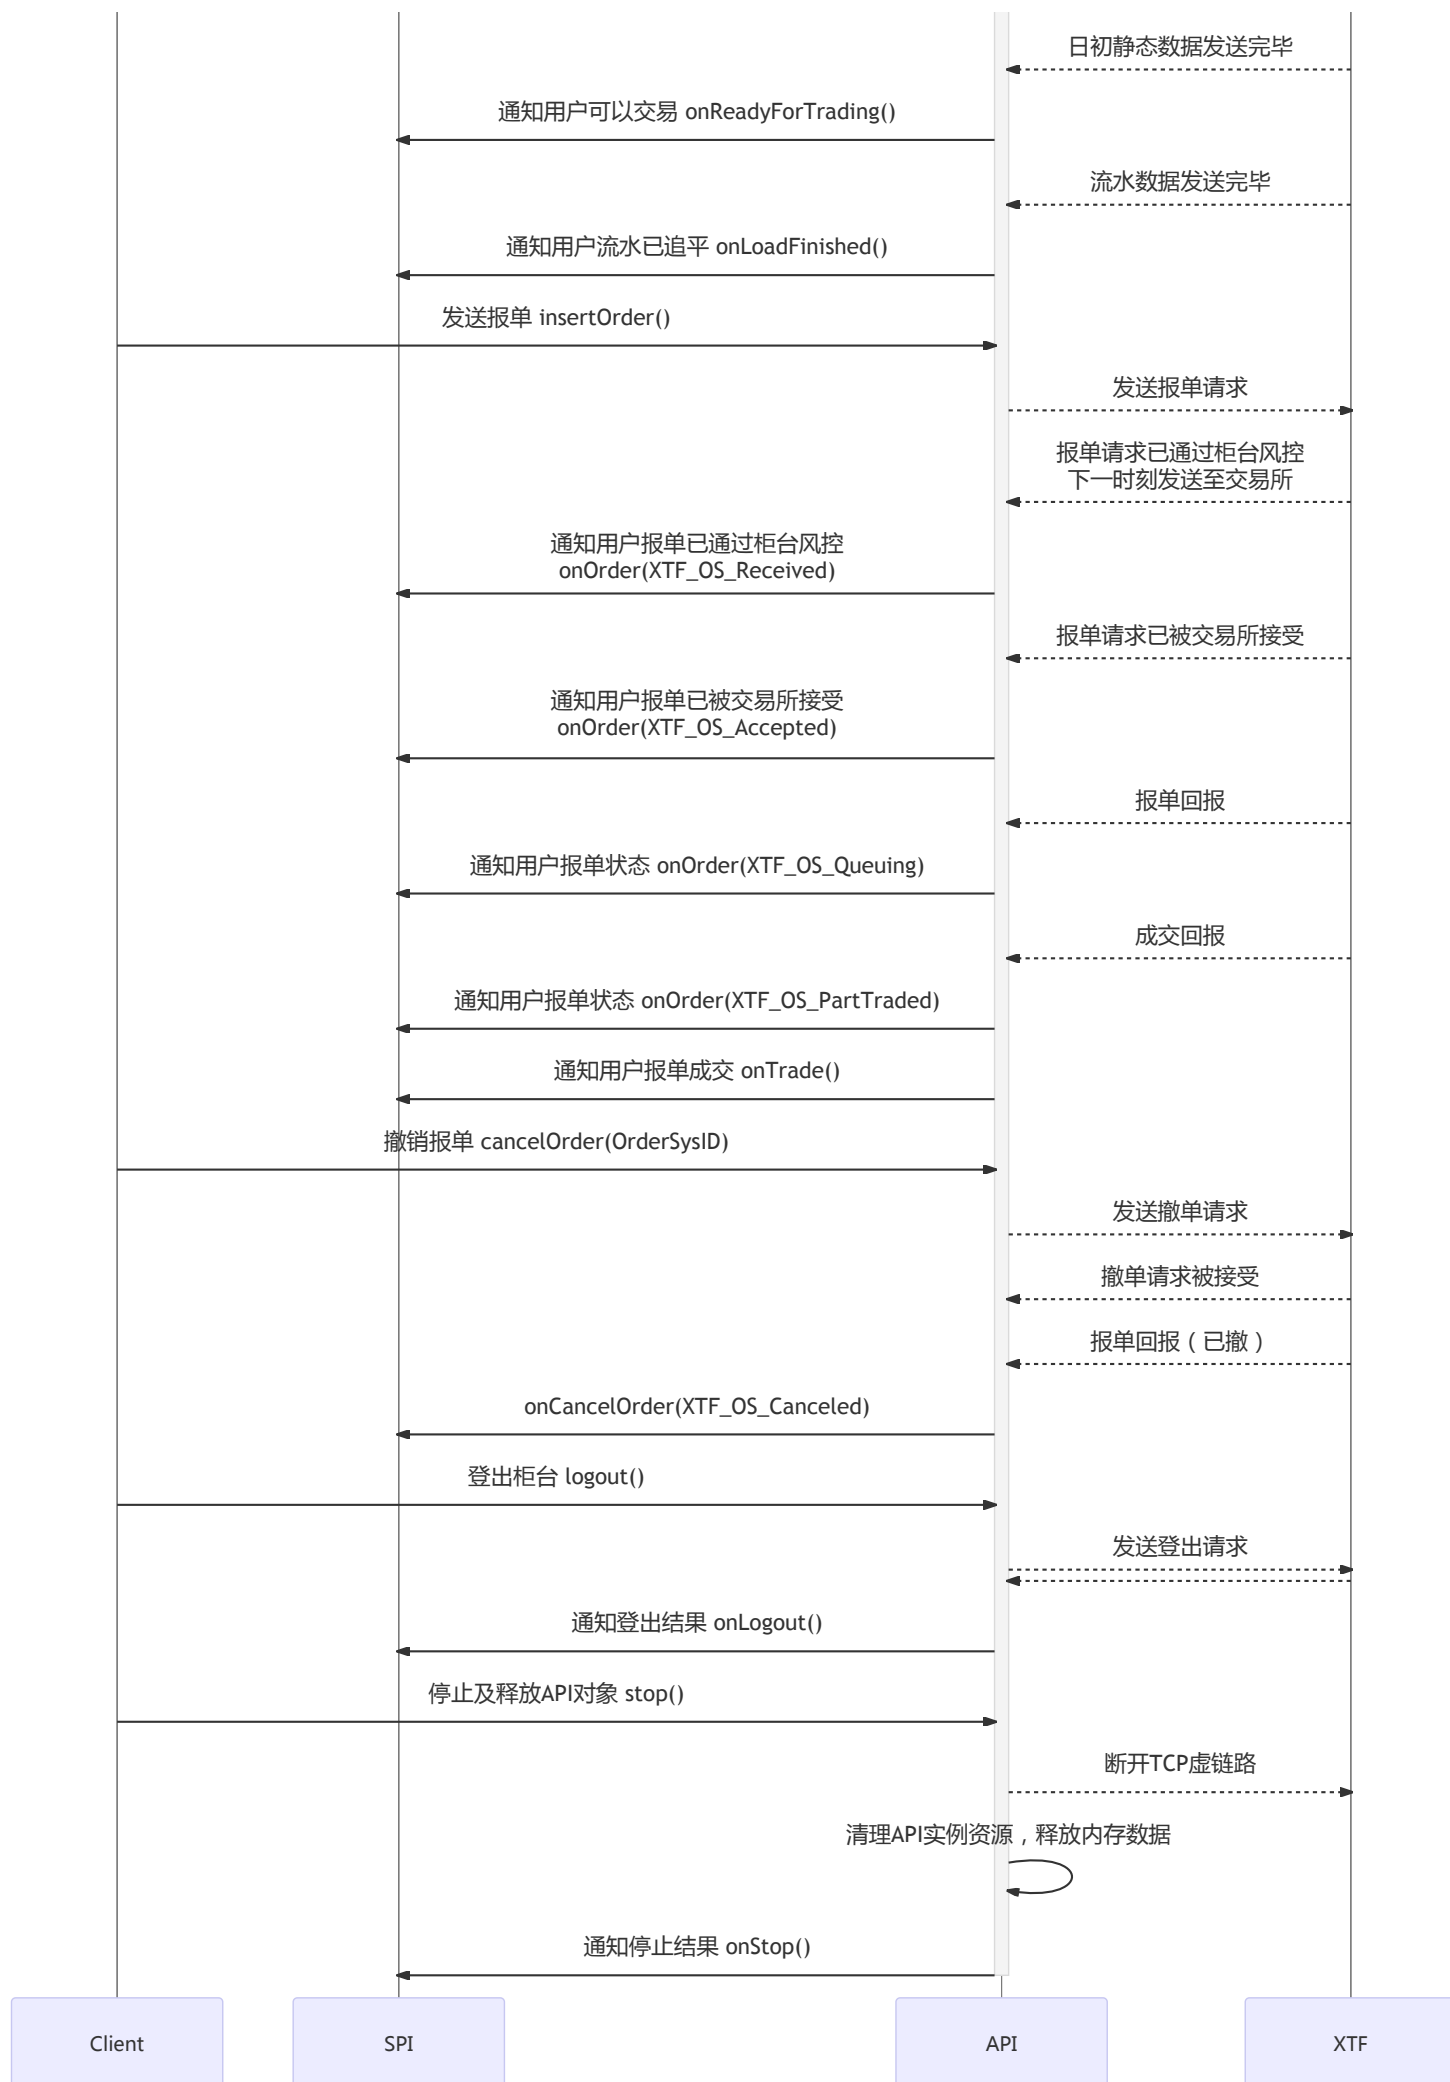 日初静态数据发送完毕
通知用户可以交易 onReadyForTrading()
流水数据发送完毕
通知用户流水已追平 onLoadFinished()
发送报单 insertOrder()
发送报单请求
报单请求已通过柜台风控
下一时刻发送至交易所
通知用户报单已通过柜台风控
onOrder(XTF_OS_Received)
报单请求已被交易所接受
通知用户报单已被交易所接受
onOrder(XTF_OS_Accepted)
报单回报
通知用户报单状态 onOrder(XTF_OS_Queuing)
成交回报
通知用户报单状态 onOrder(XTF_OS_PartTraded)
通知用户报单成交 onTrade()
撤销报单 cancelOrder(OrderSysID)
发送撤单请求
撤单请求被接受
报单回报（已撤）
onCancelOrder(XTF_OS_Canceled)
登出柜台 logout()
发送登出请求
通知登出结果 onLogout()
停止及释放API对象 stop()
断开TCP虚链路
清理API实例资源，释放内存数据
通知停止结果 onStop()
Client
SPI
API
XTF